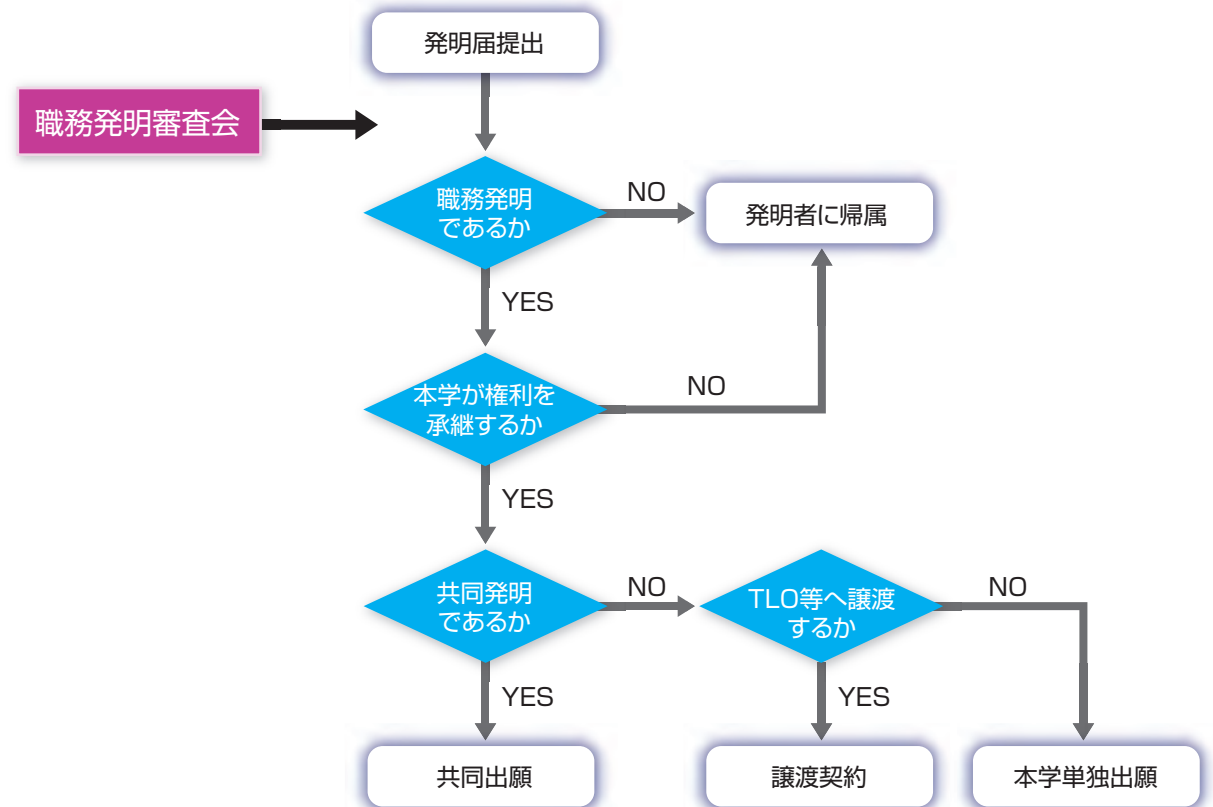 発明届提出
職務発明審査会
職務発明
であるか
NO
発明者に帰属
YES
本学が権利を
承継するか
NO
YES
共同発明
であるか
NO
TLO等へ譲渡
するか
NO
YES
YES
共同出願
譲渡契約
本学単独出願